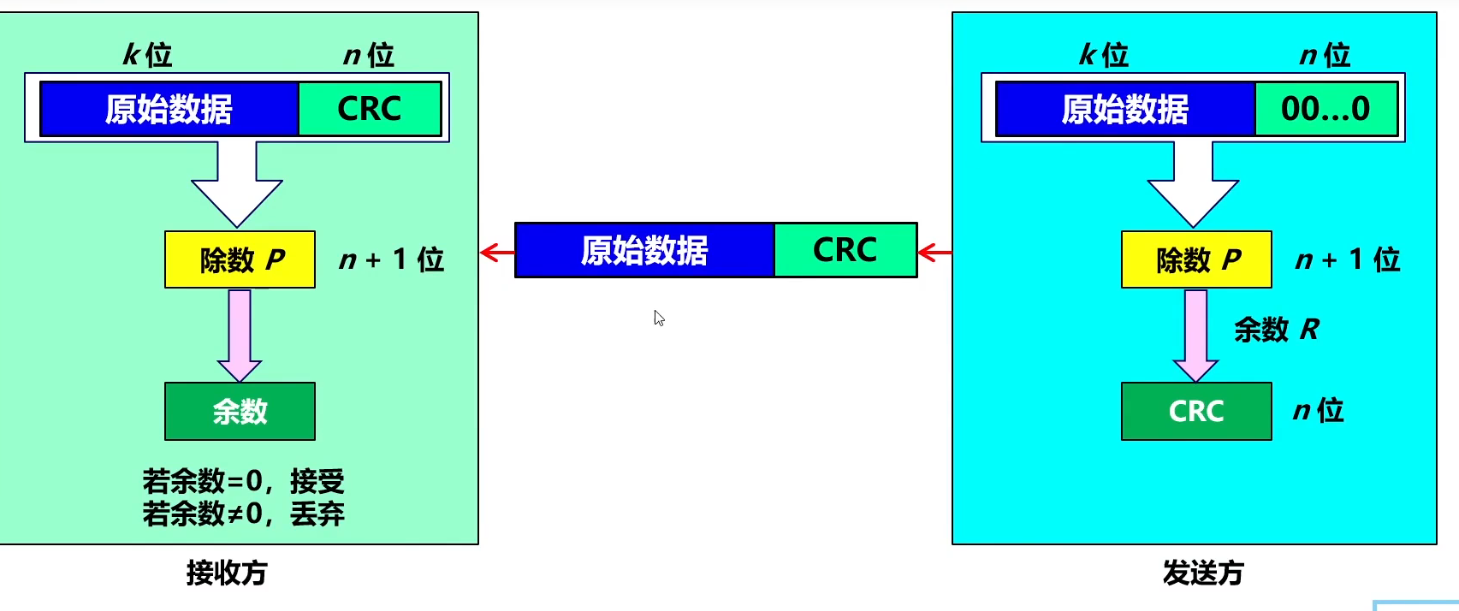 k 位 n 位
原始数据 CRC
除数 P n + 1 位
余数
若余数=0，接受
若余数≠0，丢弃
接收方
原始数据 CRC
k 位 n 位
原始数据 00...0
除数 P n + 1 位
余数 R
CRC n 位
发送方